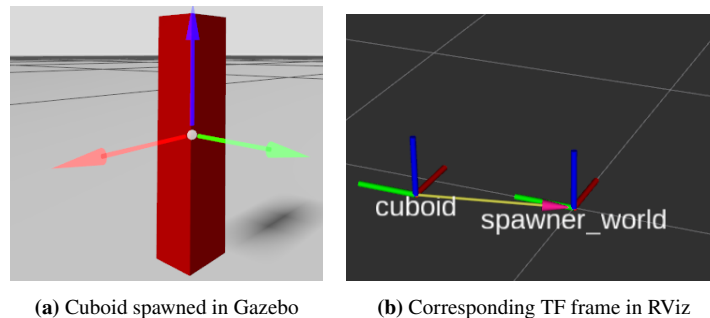 cuboid
spawner_world
(a) Cuboid spawned in Gazebo
(b) Corresponding TF frame in RViz